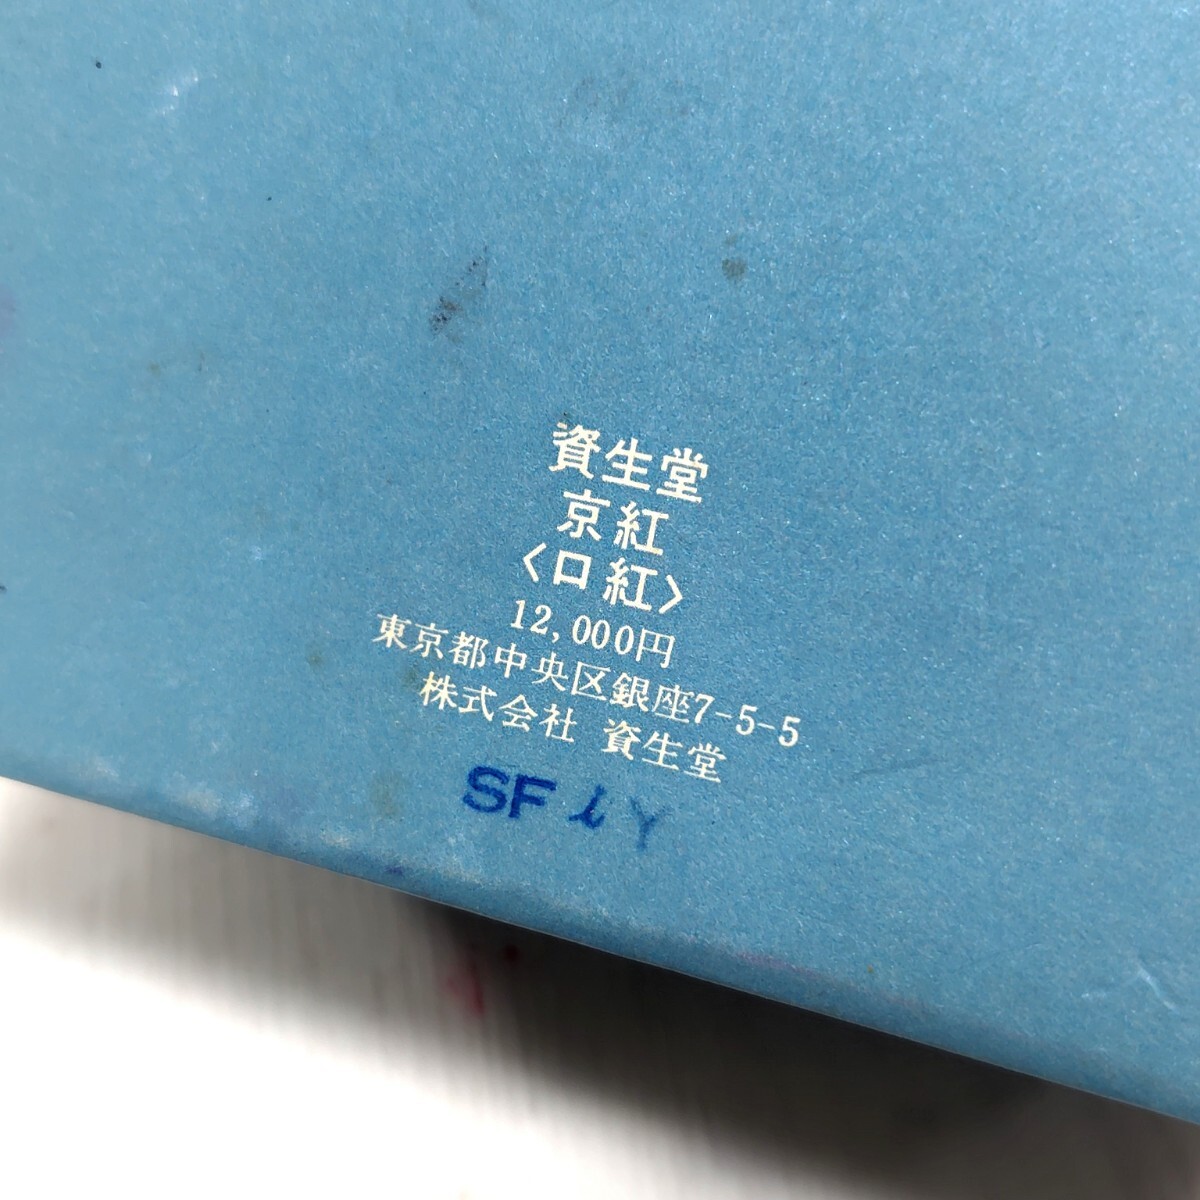 資生堂
京紅
〈口紅〉
12,000円
東京都中央区銀座7-5-5
株式会社 資生堂
SF